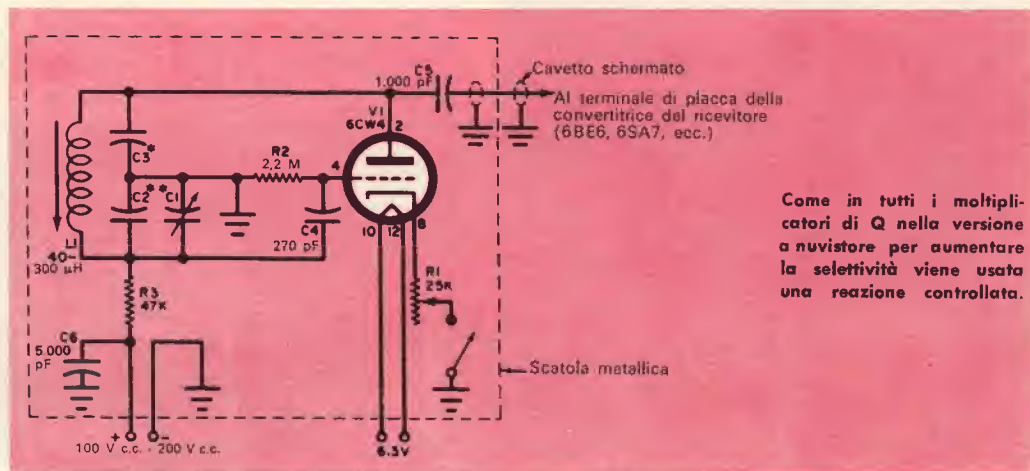 C5
1.000 pF
Cavetto schermato
Al terminale di placca della
convertitrice del ricevitore
(6BE6, 6SA7, ecc.)
V1
6CW4
2
C3*
R2
2,2 M
4
C2*
*C1
C4
270 pF
10
12
8
L1
40-
300 µH
R1
25K
R3
47K
C6
5.000
pF
Scatola metallica
+
-
100 V c.c. - 200 V c.c.
6.3V
Come in tutti i moltipli-
catori di Q nella versione
a nuvistore per aumentare
la selettività viene usata
una reazione controllata.